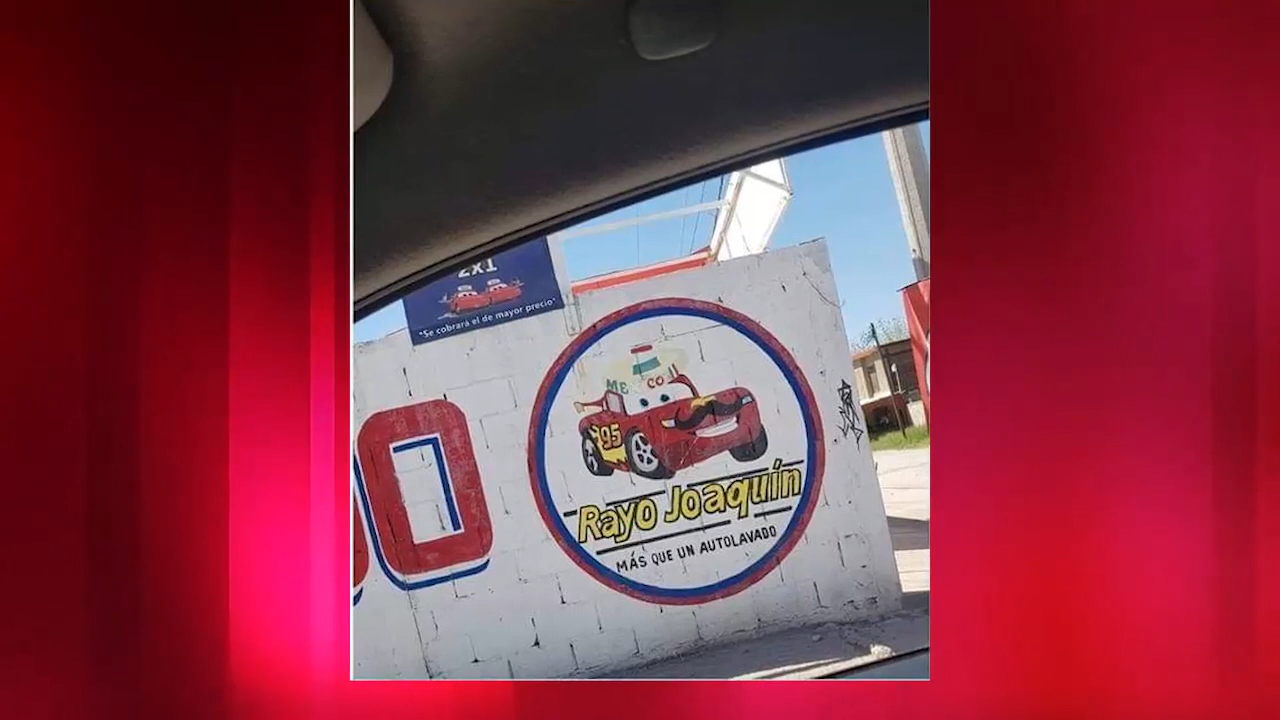 2x1
"Se cobrará el de mayor precio"
MEXICO
95
Rayo Joaquín
MÁS QUE UN AUTOLAVADO